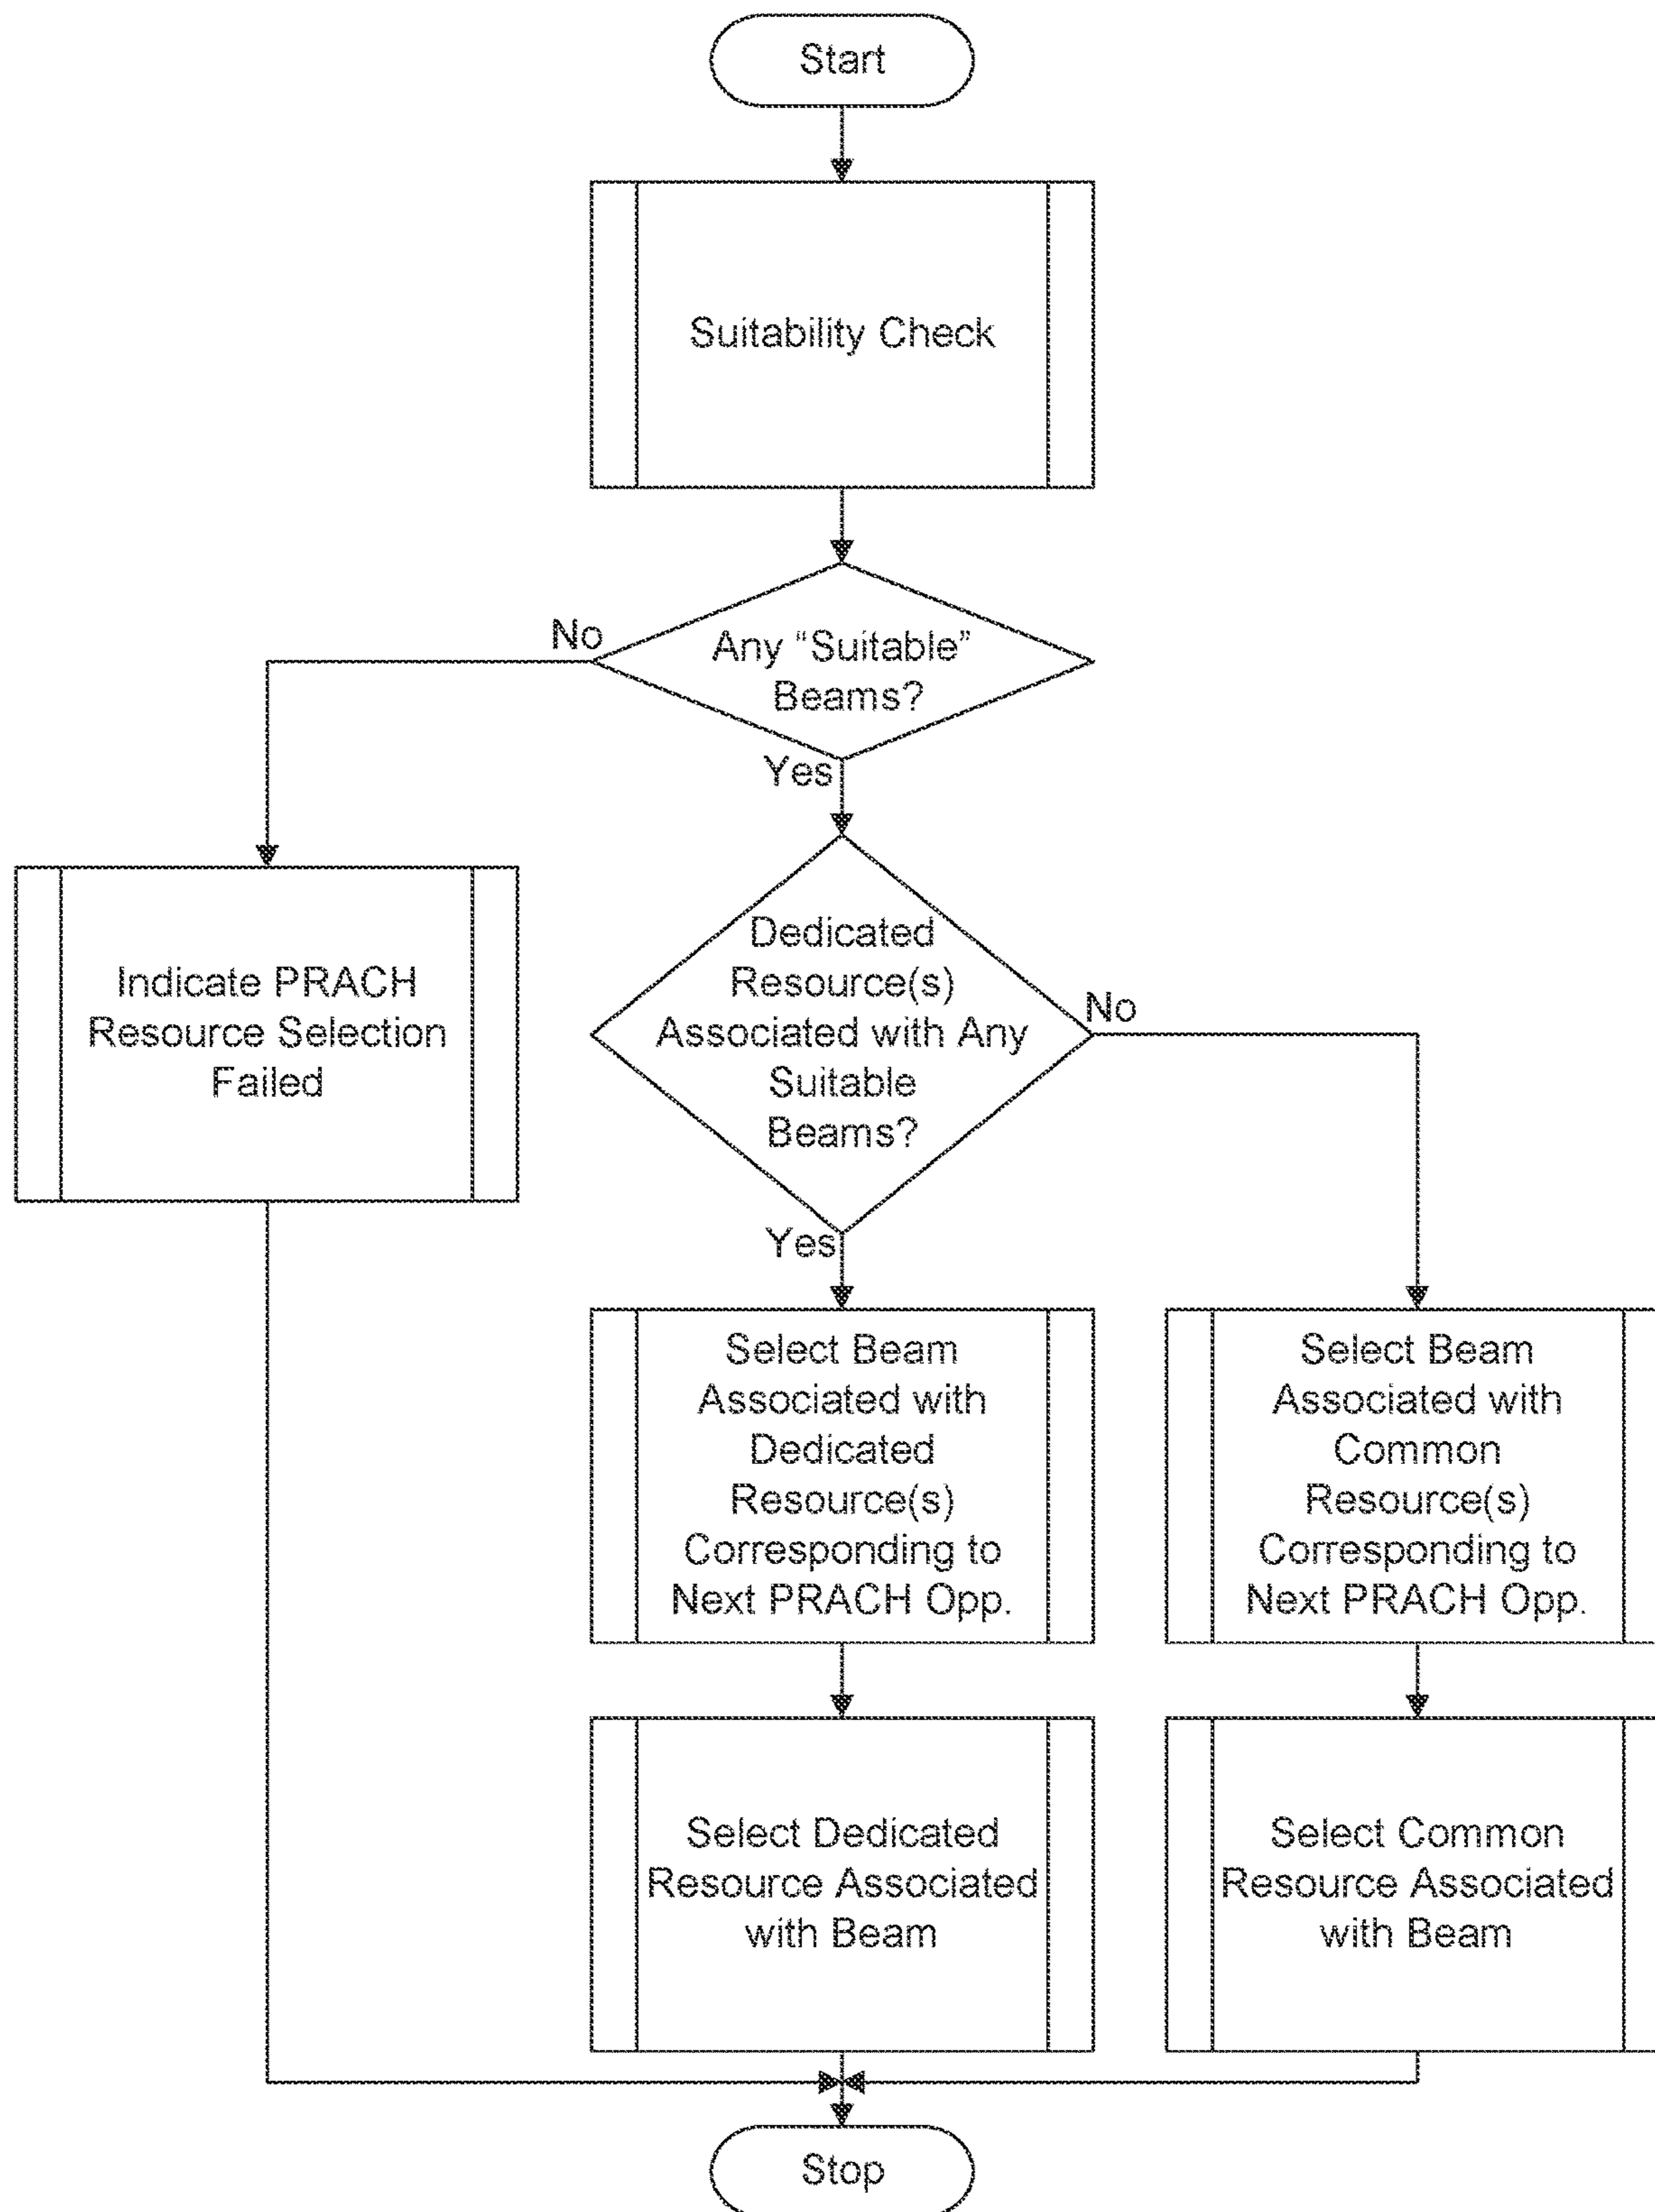 Start
Suitability Check
No
Any “Suitable”
Beams?
Yes
Indicate PRACH
Resource Selection
Failed
Dedicated
Resource(s)
Associated with Any
Suitable
Beams?
No
Yes
Select Beam
Associated with
Dedicated
Resource(s)
Corresponding to
Next PRACH Opp.
Select Beam
Associated with
Common
Resource(s)
Corresponding to
Next PRACH Opp.
Select Dedicated
Resource Associated
with Beam
Select Common
Resource Associated
with Beam
Stop